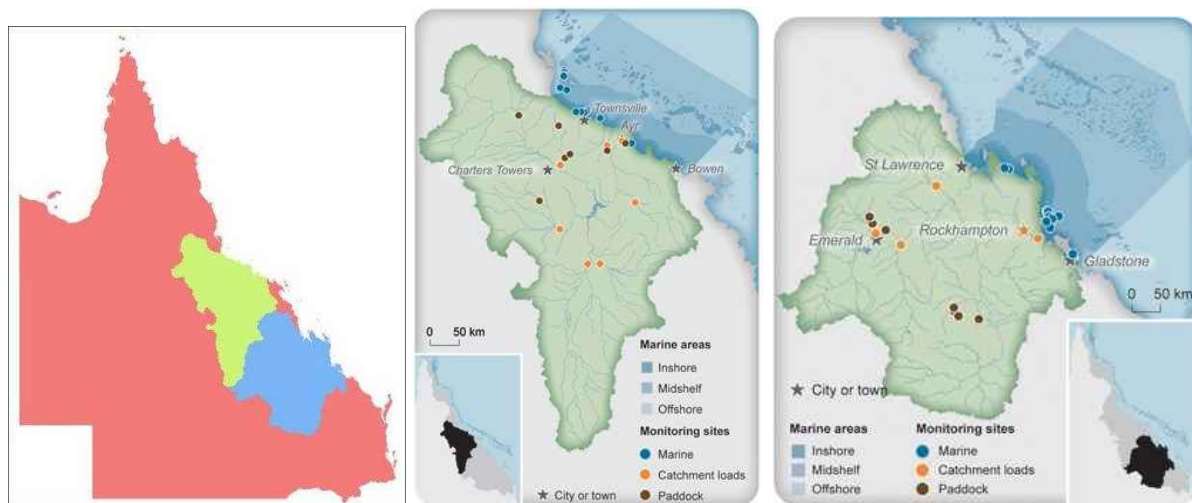 Townsville
Ayr
Charters Towers
Bowen
0 50 km
Marine areas
Inshore
Midshelf
Offshore
Monitoring sites
Marine
Catchment loads
Paddock
City or town
St Lawrence
Rockhampton
Emerald
Gladstone
0 50 km
City or town
Marine areas
Inshore
Midshelf
Offshore
Monitoring sites
Marine
Catchment loads
Paddock